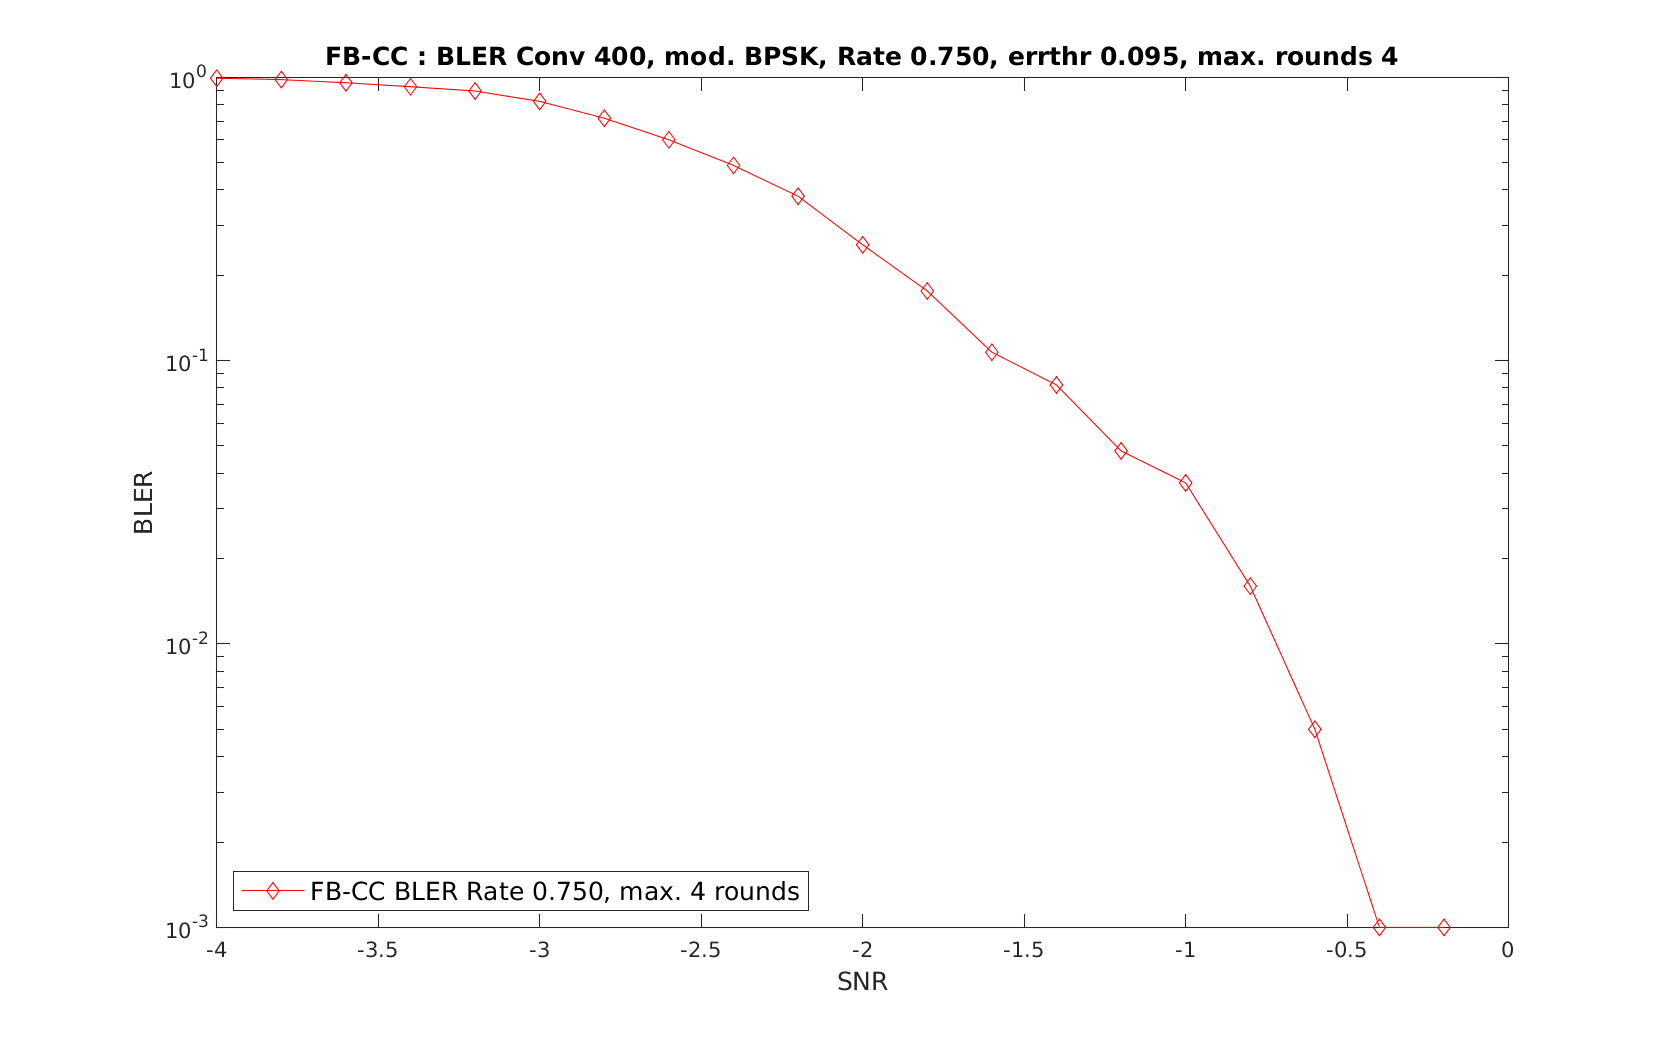 FB-CC : BLER Conv 400, mod. BPSK, Rate 0.750, errthr 0.095, max. rounds 4
10^0
10^-1
10^-2
10^-3
BLER
FB-CC BLER Rate 0.750, max. 4 rounds
-4 -3.5 -3 -2.5 -2 -1.5 -1 -0.5 0
SNR